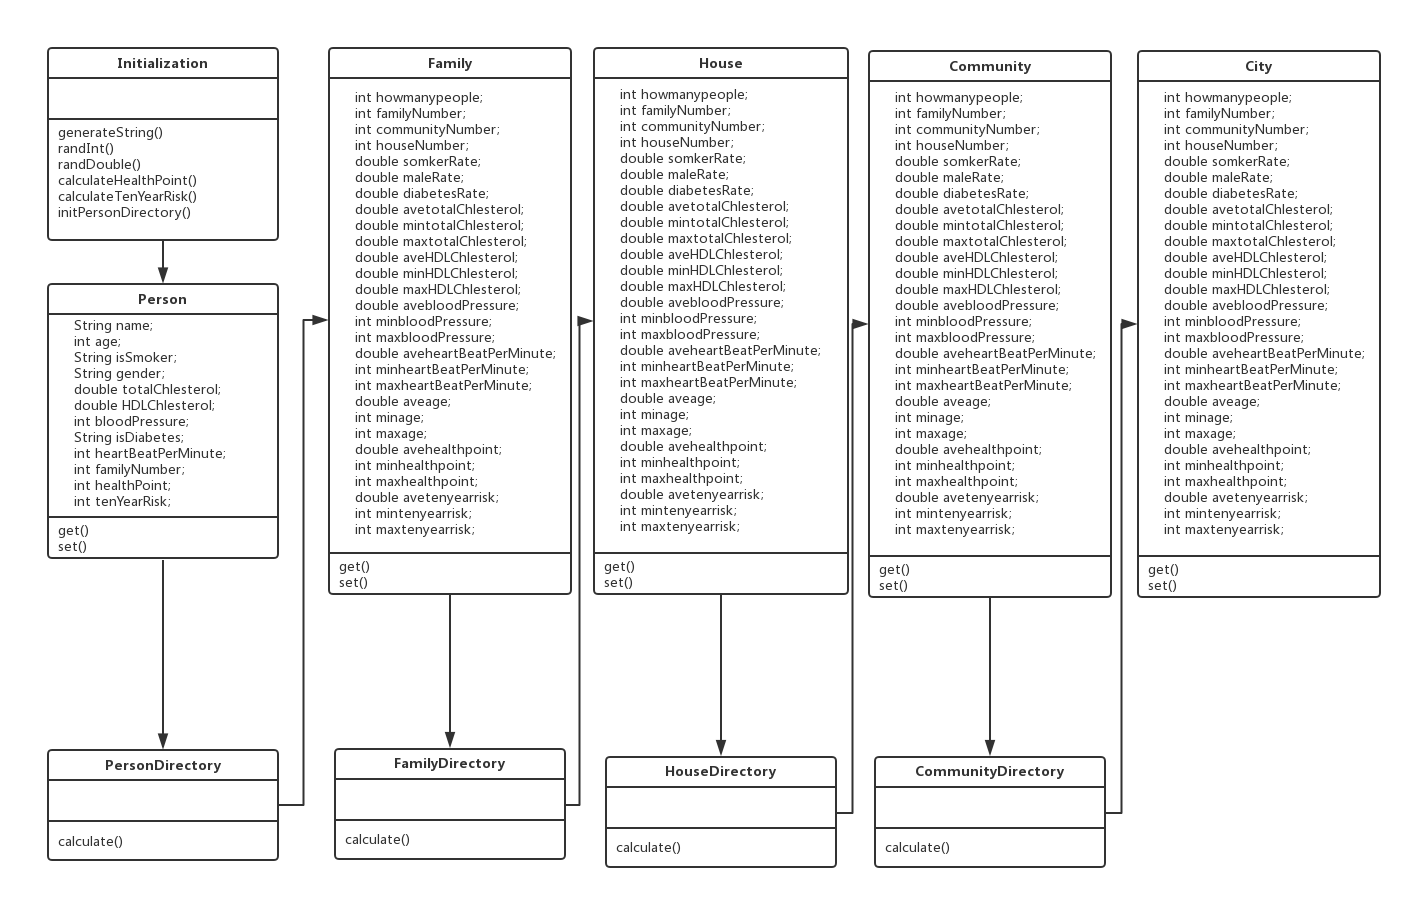 Initialization
generateString()
randInt()
randDouble()
calculateHealthPoint()
calculateTenYearRisk()
initPersonDirectory()
Person
String name;
int age;
String isSmoker;
String gender;
double totalChlesterol;
double HDLChlesterol;
int bloodPressure;
String isDiabetes;
int heartBeatPerMinute;
int familyNumber;
int healthPoint;
int tenYearRisk;
get()
set()
PersonDirectory
calculate()
Family
int howmanypeople;
int familyNumber;
int communityNumber;
int houseNumber;
double somkerRate;
double maleRate;
double diabetesRate;
double avetotalChlesterol;
double mintotalChlesterol;
double maxtotalChlesterol;
double aveHDLChlesterol;
double minHDLChlesterol;
double maxHDLChlesterol;
double avebloodPressure;
int minbloodPressure;
int maxbloodPressure;
double aveheartBeatPerMinute;
int minheartBeatPerMinute;
int maxheartBeatPerMinute;
double aveage;
int minage;
int maxage;
double avehealthpoint;
int minhealthpoint;
int maxhealthpoint;
double avetenyearrisk;
int mintenyearrisk;
int maxtenyearrisk;
get()
set()
FamilyDirectory
calculate()
House
int howmanypeople;
int familyNumber;
int communityNumber;
int houseNumber;
double somkerRate;
double maleRate;
double diabetesRate;
double avetotalChlesterol;
double mintotalChlesterol;
double maxtotalChlesterol;
double aveHDLChlesterol;
double minHDLChlesterol;
double maxHDLChlesterol;
double avebloodPressure;
int minbloodPressure;
int maxbloodPressure;
double aveheartBeatPerMinute;
int minheartBeatPerMinute;
int maxheartBeatPerMinute;
double aveage;
int minage;
int maxage;
double avehealthpoint;
int minhealthpoint;
int maxhealthpoint;
double avetenyearrisk;
int mintenyearrisk;
int maxtenyearrisk;
get()
set()
HouseDirectory
calculate()
Community
int howmanypeople;
int familyNumber;
int communityNumber;
int houseNumber;
double somkerRate;
double maleRate;
double diabetesRate;
double avetotalChlesterol;
double mintotalChlesterol;
double maxtotalChlesterol;
double aveHDLChlesterol;
double minHDLChlesterol;
double maxHDLChlesterol;
double avebloodPressure;
int minbloodPressure;
int maxbloodPressure;
double aveheartBeatPerMinute;
int minheartBeatPerMinute;
int maxheartBeatPerMinute;
double aveage;
int minage;
int maxage;
double avehealthpoint;
int minhealthpoint;
int maxhealthpoint;
double avetenyearrisk;
int mintenyearrisk;
int maxtenyearrisk;
get()
set()
CommunityDirectory
calculate()
City
int howmanypeople;
int familyNumber;
int communityNumber;
int houseNumber;
double somkerRate;
double maleRate;
double diabetesRate;
double avetotalChlesterol;
double mintotalChlesterol;
double maxtotalChlesterol;
double aveHDLChlesterol;
double minHDLChlesterol;
double maxHDLChlesterol;
double avebloodPressure;
int minbloodPressure;
int maxbloodPressure;
double aveheartBeatPerMinute;
int minheartBeatPerMinute;
int maxheartBeatPerMinute;
double aveage;
int minage;
int maxage;
double avehealthpoint;
int minhealthpoint;
int maxhealthpoint;
double avetenyearrisk;
int mintenyearrisk;
int maxtenyearrisk;
get()
set()